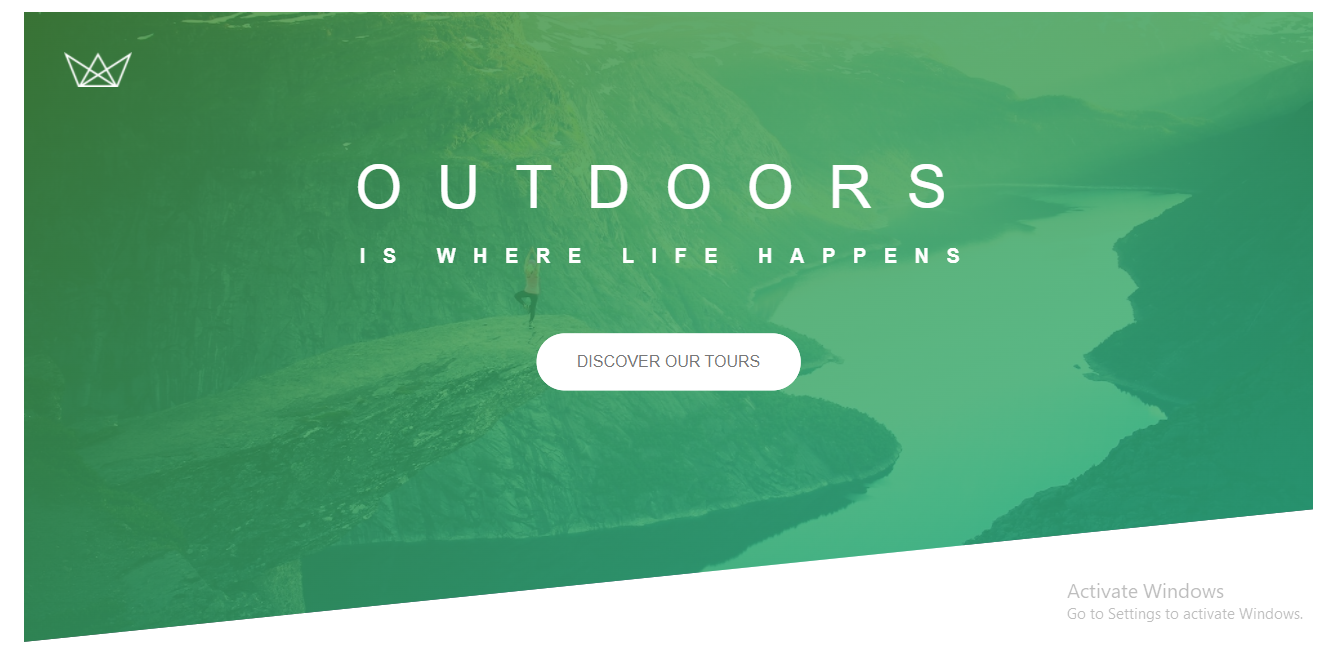 OUTDOORS
IS WHERE LIFE HAPPENS
DISCOVER OUR TOURS
Activate Windows
Go to Settings to activate Windows.